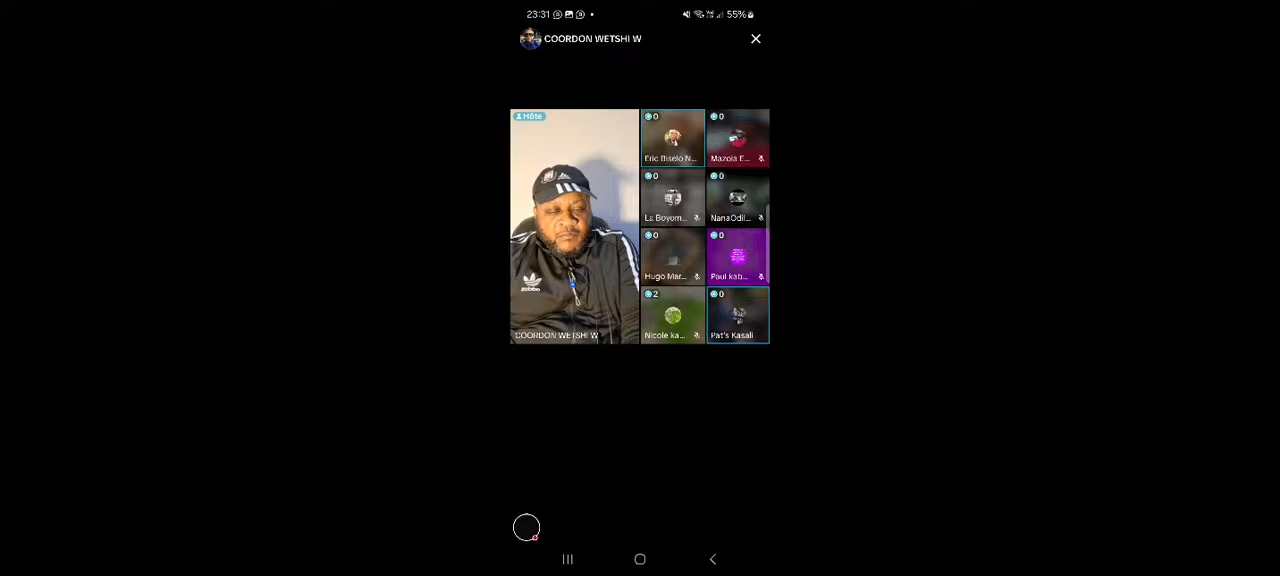 23:31
55%
COORDON WETSHI W
Hôte
0
0
Eric Biselo N...
Mazola E...
0
0
La Boyom...
NanaOdil...
0
0
Hugo Mar...
Paul kab...
2
0
Nicole ka...
Pat's Kasali
adidas
COORDON WETSHI W